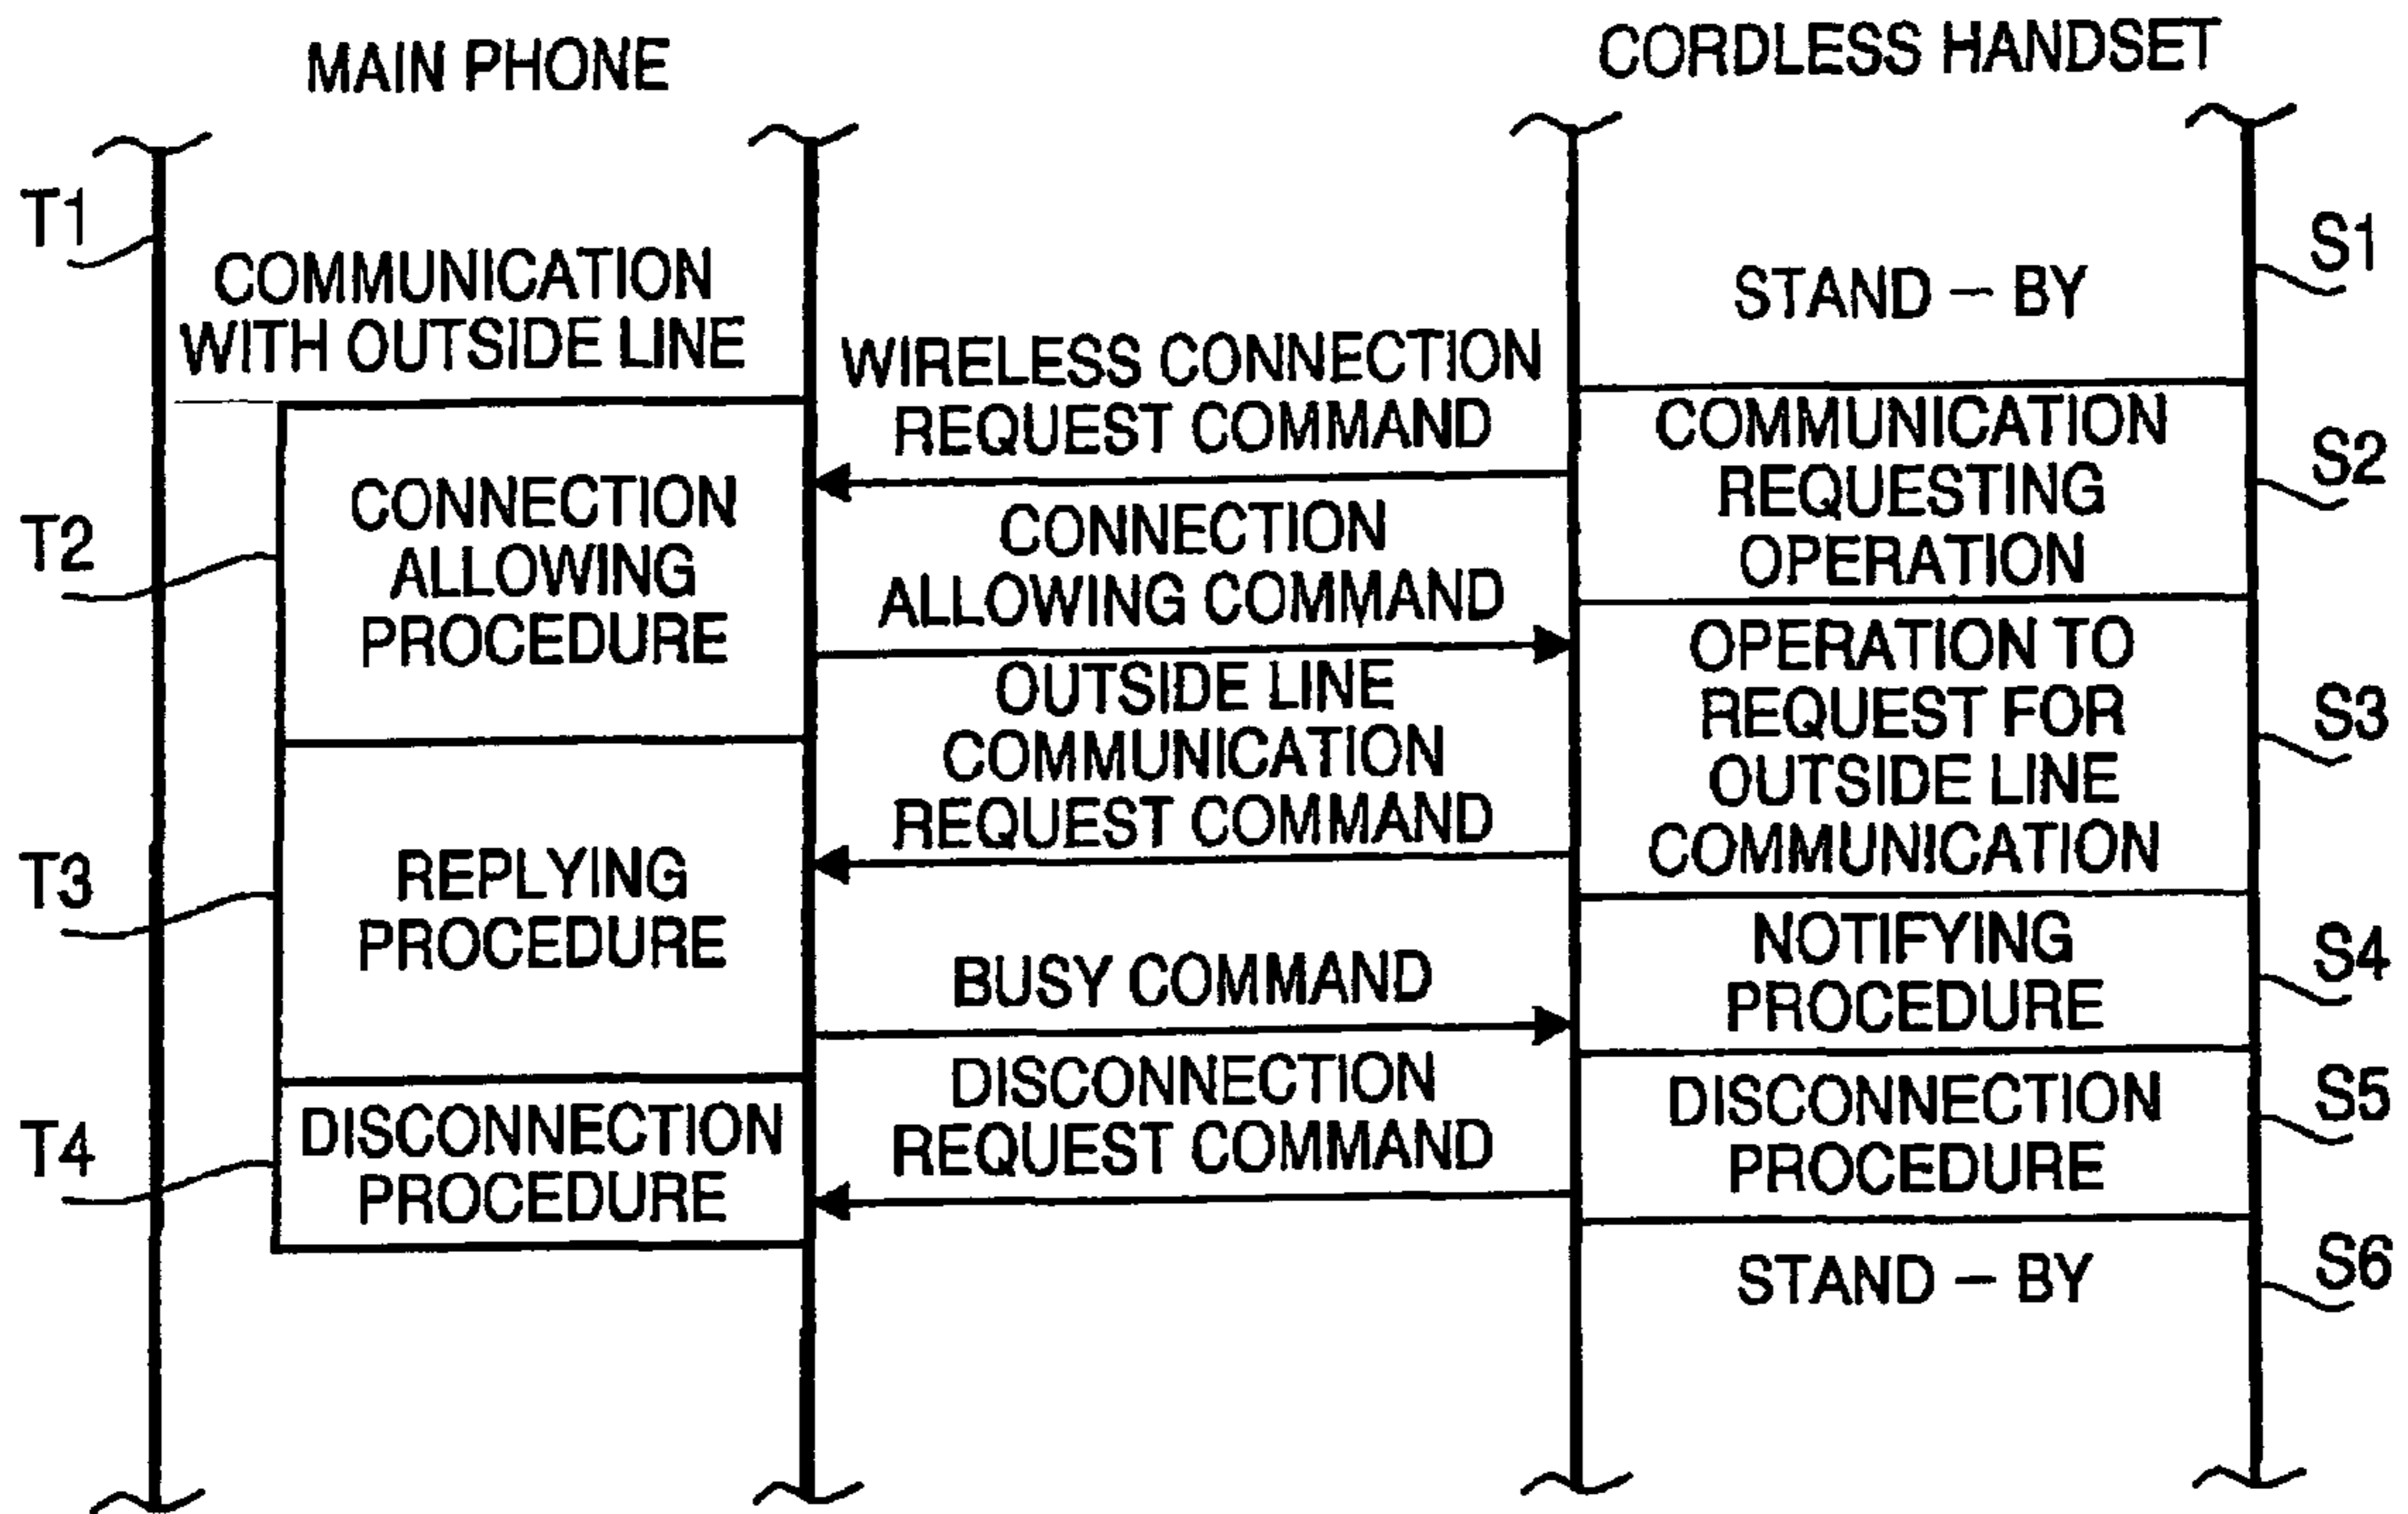 MAIN PHONE
CORDLESS HANDSET
T1
COMMUNICATION
WITH OUTSIDE LINE
T2
CONNECTION
ALLOWING
PROCEDURE
T3
REPLYING
PROCEDURE
T4
DISCONNECTION
PROCEDURE
WIRELESS CONNECTION
REQUEST COMMAND
CONNECTION
ALLOWING COMMAND
OUTSIDE LINE
COMMUNICATION
REQUEST COMMAND
BUSY COMMAND
DISCONNECTION
REQUEST COMMAND
STAND – BY
S1
COMMUNICATION
REQUESTING
OPERATION
S2
OPERATION TO
REQUEST FOR
OUTSIDE LINE
COMMUNICATION
S3
NOTIFYING
PROCEDURE
S4
DISCONNECTION
PROCEDURE
S5
STAND – BY
S6